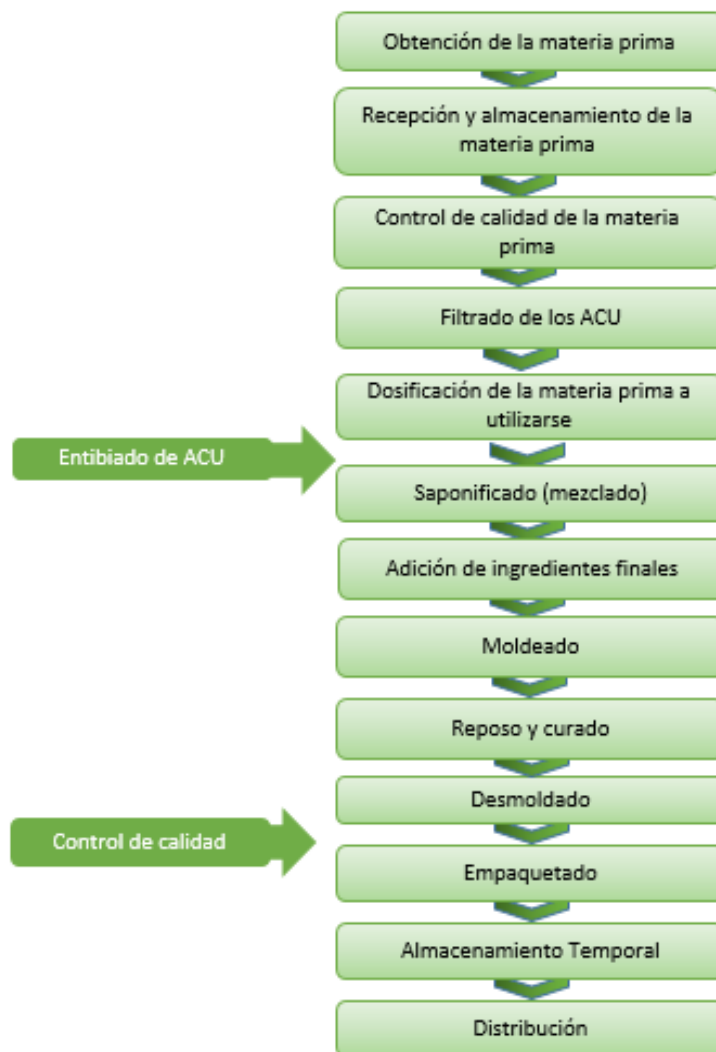 Obtención de la materia prima
Recepción y almacenamiento de la
materia prima
Control de calidad de la materia
prima
Filtrado de los ACU
Dosificación de la materia prima a
utilizarse
Entibiado de ACU
Saponificado (mezclado)
Adición de ingredientes finales
Moldeado
Reposo y curado
Desmoldado
Control de calidad
Empaquetado
Almacenamiento Temporal
Distribución